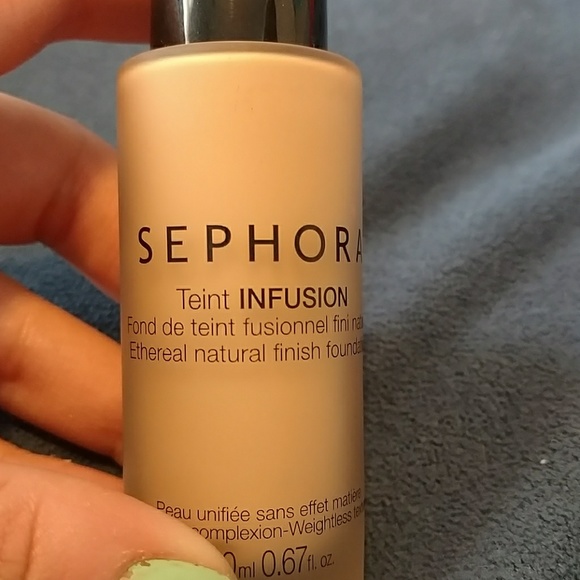 SEPHORA
Teint INFUSION
Fond de teint fusionnel fini
Ethereal natural finish
Peau unifiée sans effet matière
complexion-Weightless
ml 0.67 fl. oz.